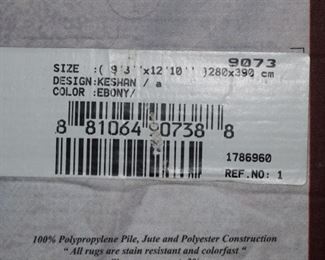 9073
SIZE :( 9'3''x12'10'' )280x390 cm
DESIGN:KESHAN / a
COLOR :EBONY/
8 81064 0738 8
1786960
REF.NO: 1
100% Polypropylene Pile, Jute and Polyester Construction
" All rugs are stain resistant and colorfast "